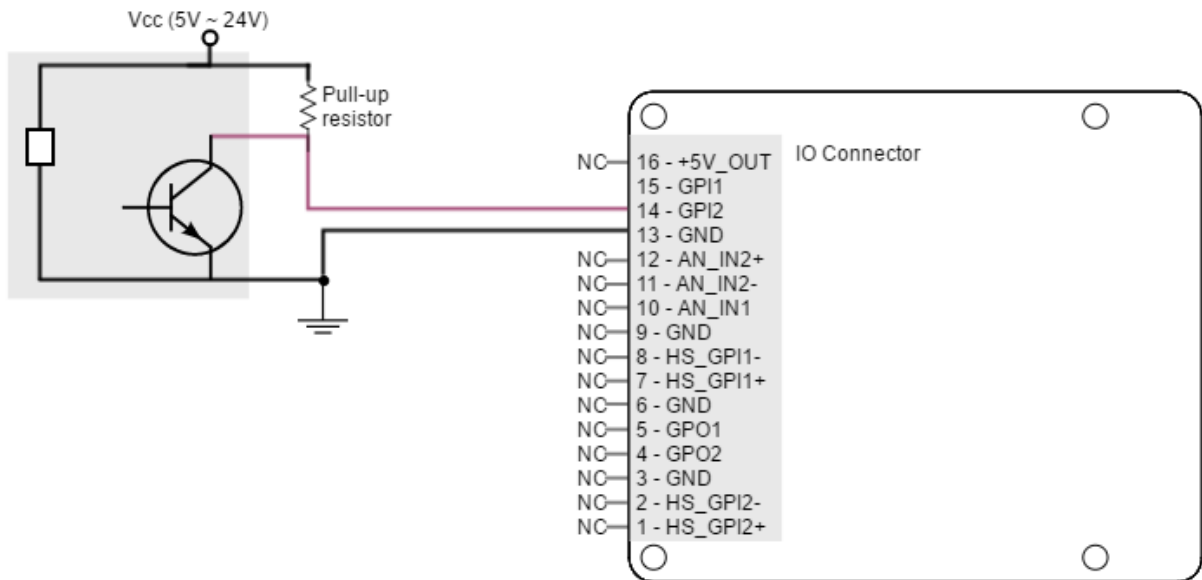 Vcc (5V ~ 24V)
Pull-up
resistor
IO Connector
NC 16 - +5V_OUT
15 - GPI1
14 - GPI2
13 - GND
NC 12 - AN_IN2+
NC 11 - AN_IN2-
NC 10 - AN_IN1
NC 9 - GND
NC 8 - HS_GPI1-
NC 7 - HS_GPI1+
NC 6 - GND
NC 5 - GPO1
NC 4 - GPO2
NC 3 - GND
NC 2 - HS_GPI2-
NC 1 - HS_GPI2+